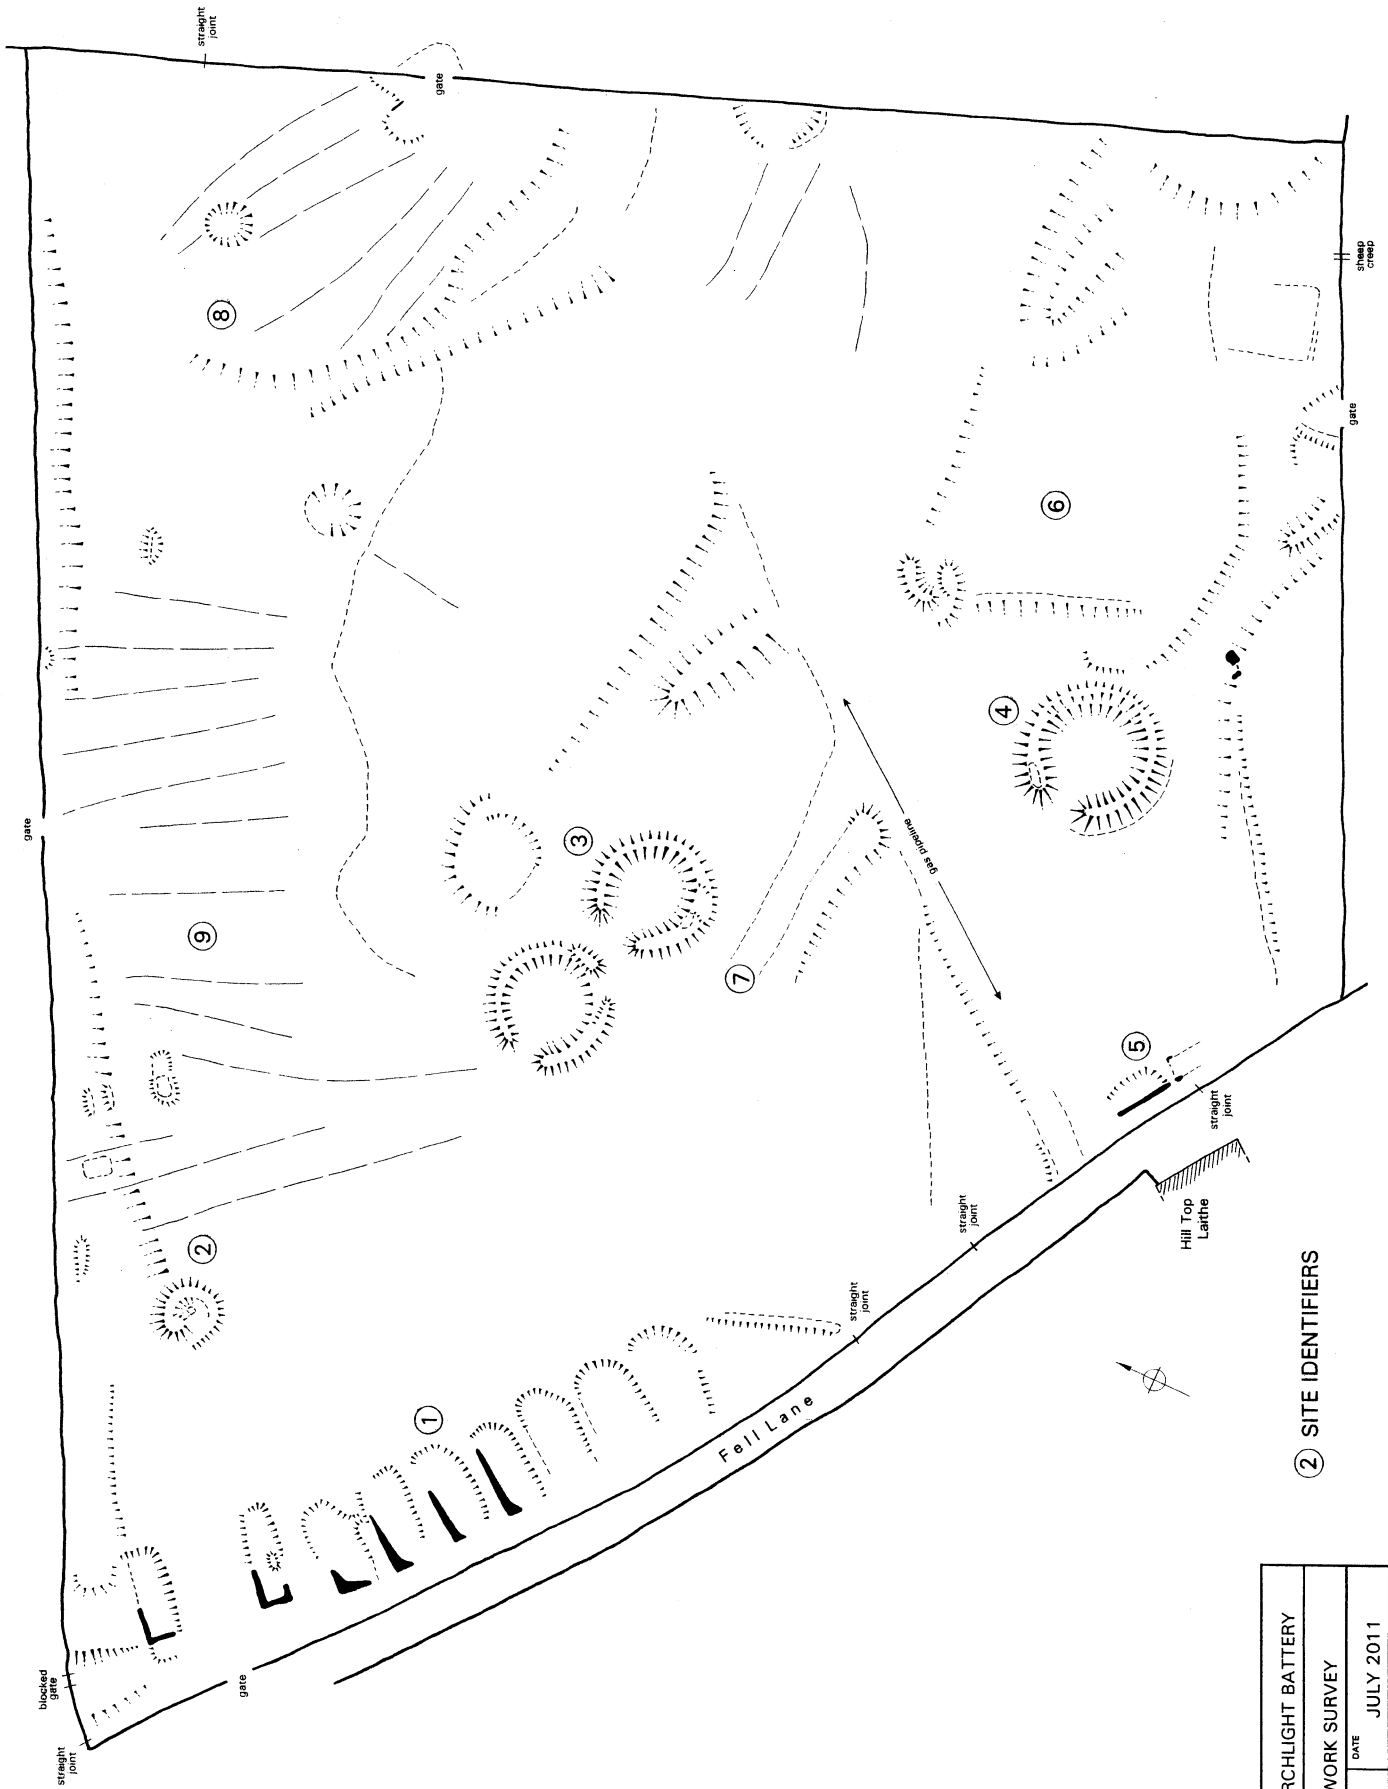 straight
joint
gate
8
sheep
creep
gate
6
4
gate
3
gas pipeline
9
7
5
straight
joint
2
straight
joint
Hill Top
Laithe
straight
joint
1
Fell Lane
2 SITE IDENTIFIERS
blocked
gate
gate
straight
joint
RCHLIGHT BATTERY
WORK SURVEY
DATE
JULY 2011